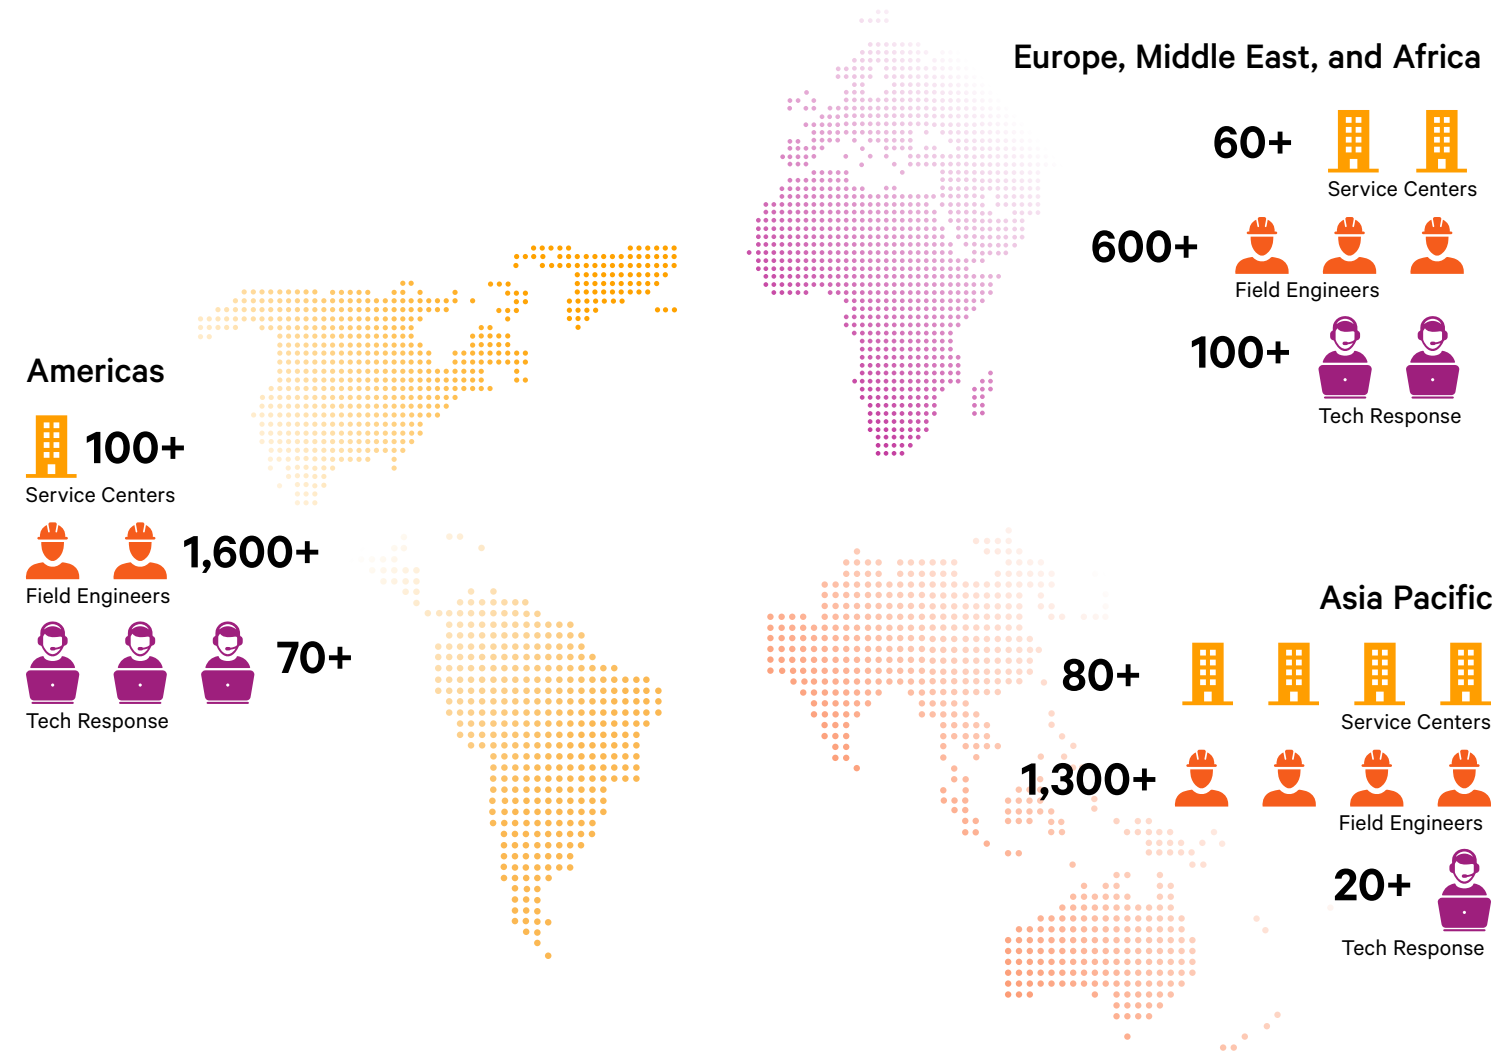 Europe, Middle East, and Africa
60+
Service Centers
600+
Field Engineers
100+
Tech Response
Americas
100+
Service Centers
1,600+
Field Engineers
70+
Tech Response
Asia Pacific
80+
Service Centers
1,300+
Field Engineers
20+
Tech Response